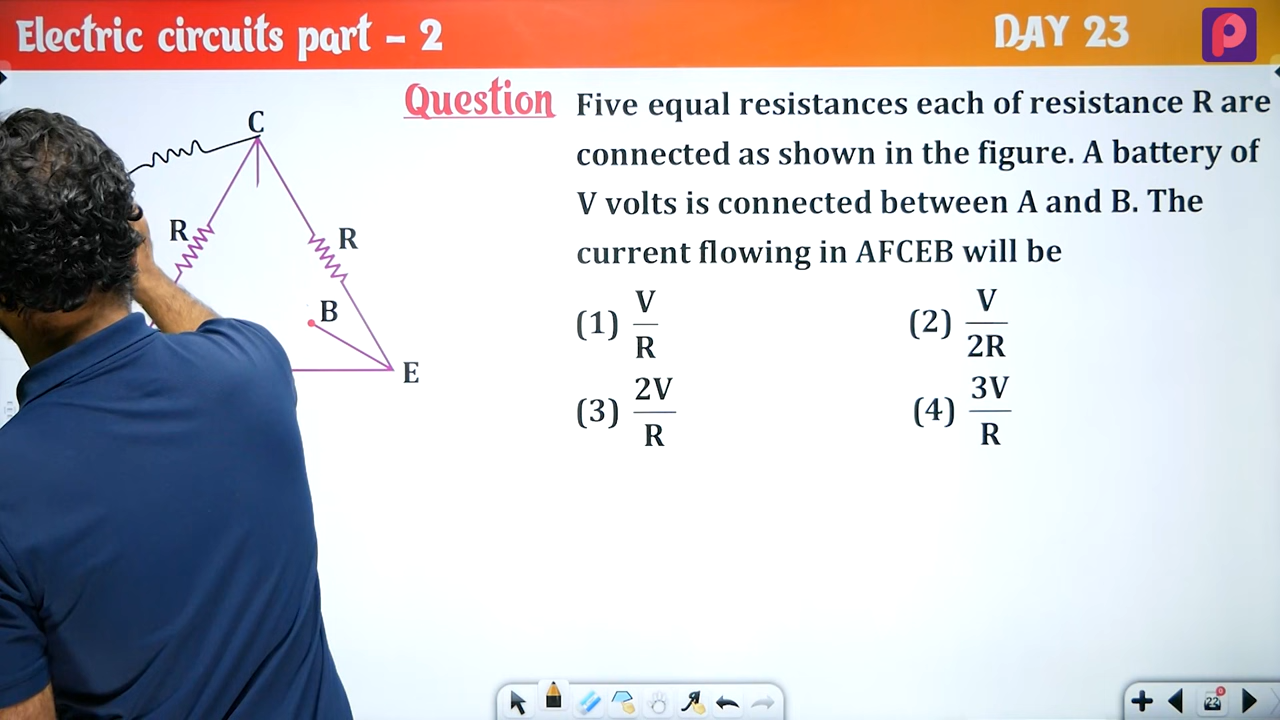 Electric circuits part – 2
DAY 23
Question
Five equal resistances each of resistance R are
connected as shown in the figure. A battery of
V volts is connected between A and B. The
current flowing in AFCEB will be
(1) V/R
(2) V/2R
(3) 2V/R
(4) 3V/R
C
R
R
B
E
22